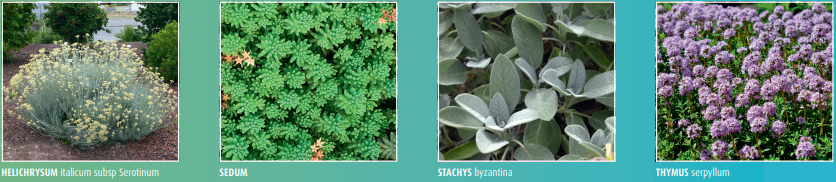 HELICHRYSUM italicum subsp Serotinum
SEDUM
STACHYS byzantina
THYMUS serpyllum